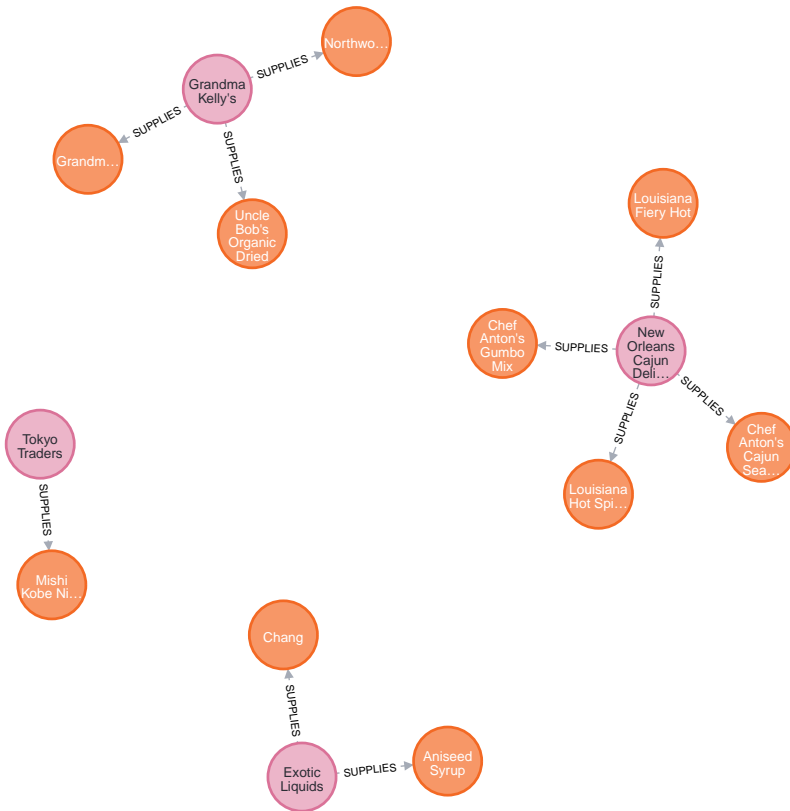 Northwo…
SUPPLIES
Grandma
Kelly's
SUPPLIES
Grandm…
SUPPLIES
Uncle
Bob's
Organic
Dried
Louisiana
Fiery Hot
SUPPLIES
Chef
Anton's
Gumbo
Mix
SUPPLIES
New
Orleans
Cajun
Deli…
SUPPLIES
Chef
Anton's
Cajun
Sea…
SUPPLIES
Louisiana
Hot Spi…
Tokyo
Traders
SUPPLIES
Mishi
Kobe Ni…
Chang
SUPPLIES
Exotic
Liquids
SUPPLIES
Aniseed
Syrup